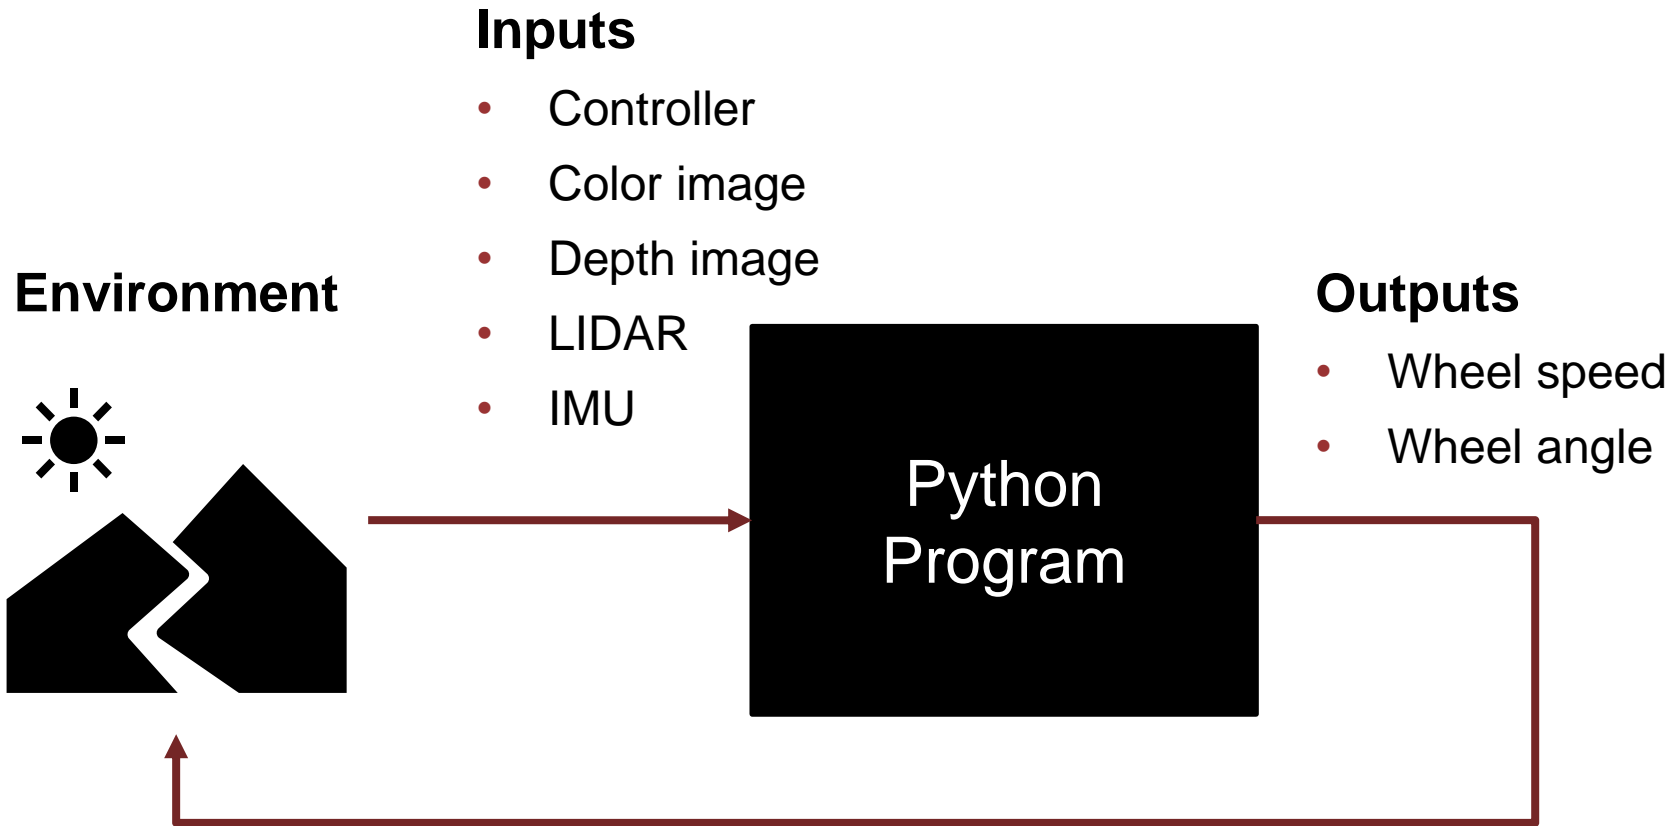 Inputs
• Controller
• Color image
• Depth image
• LIDAR
• IMU
Environment
Python
Program
Outputs
• Wheel speed
• Wheel angle